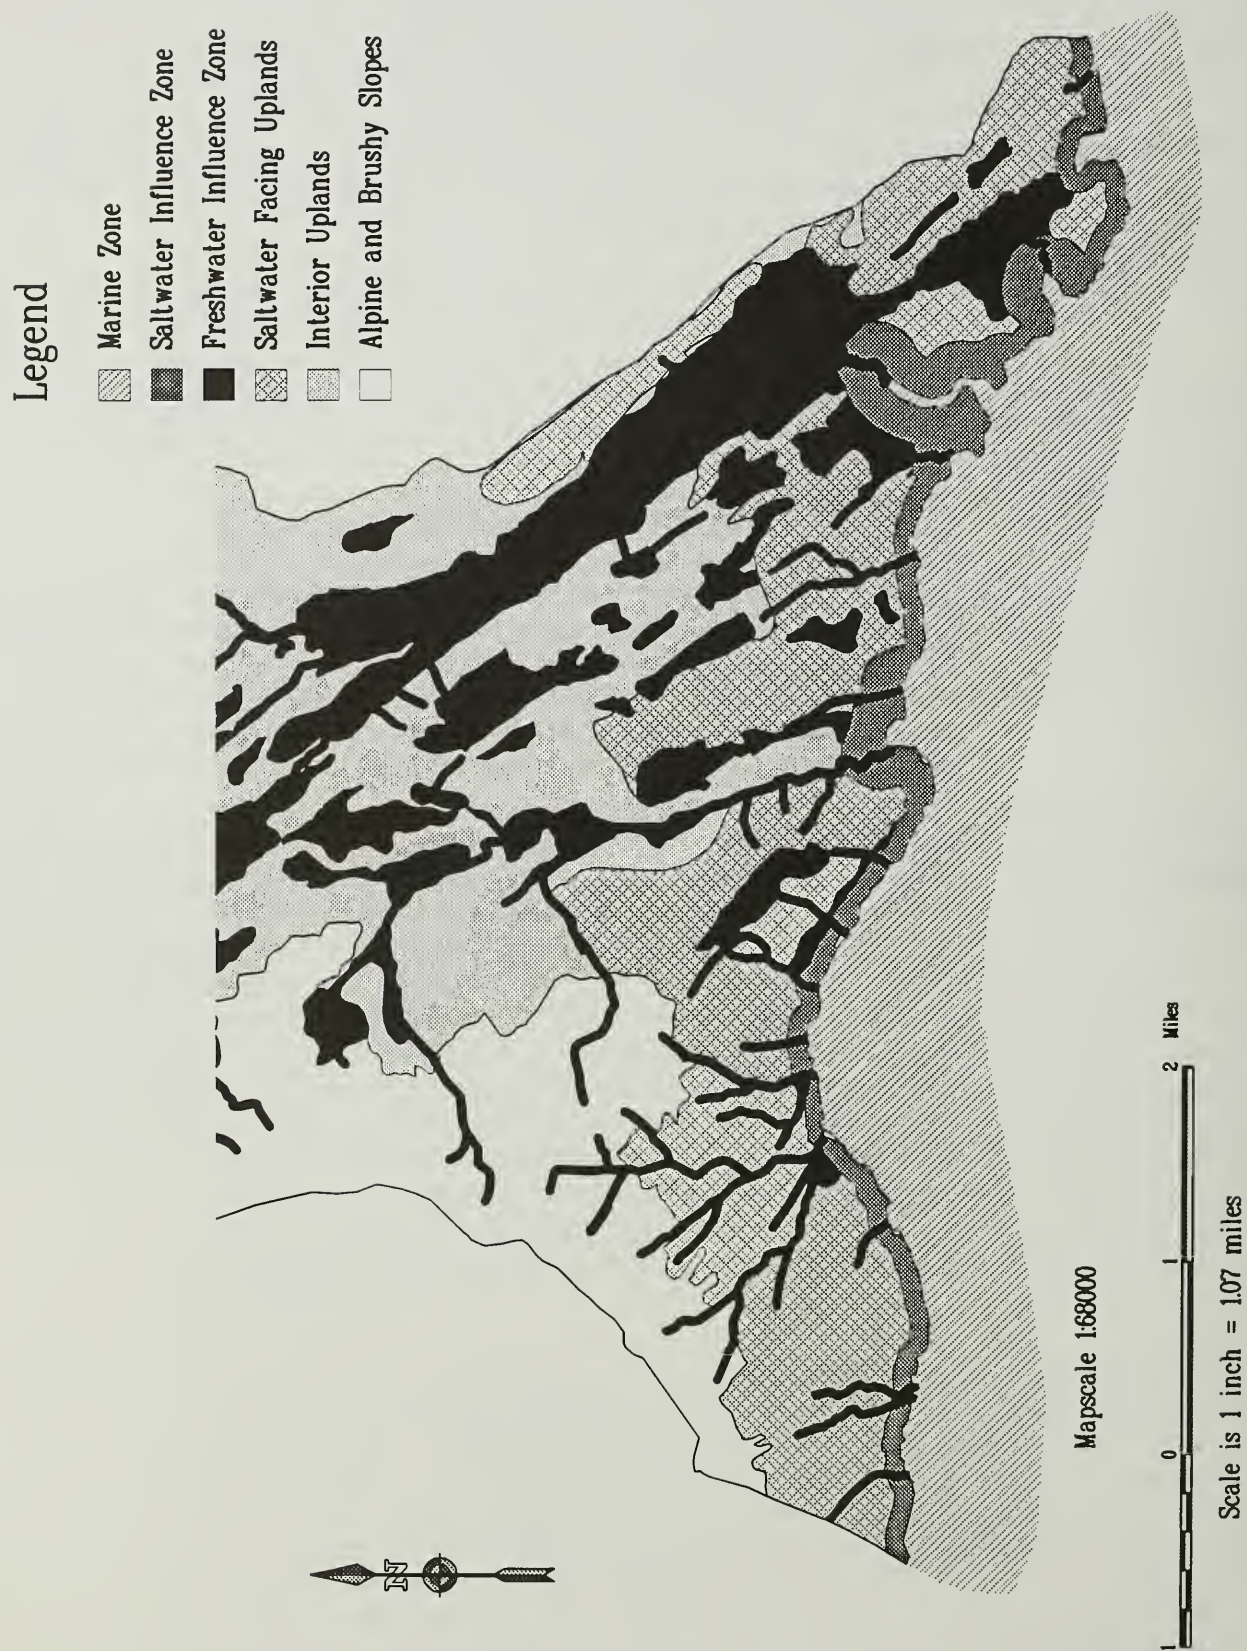 Legend
Marine Zone
Saltwater Influence Zone
Freshwater Influence Zone
Saltwater Facing Uplands
Interior Uplands
Alpine and Brushy Slopes
N
Mapscale 1:68000
1 0 1 2 Miles
Scale is 1 inch = 1.07 miles